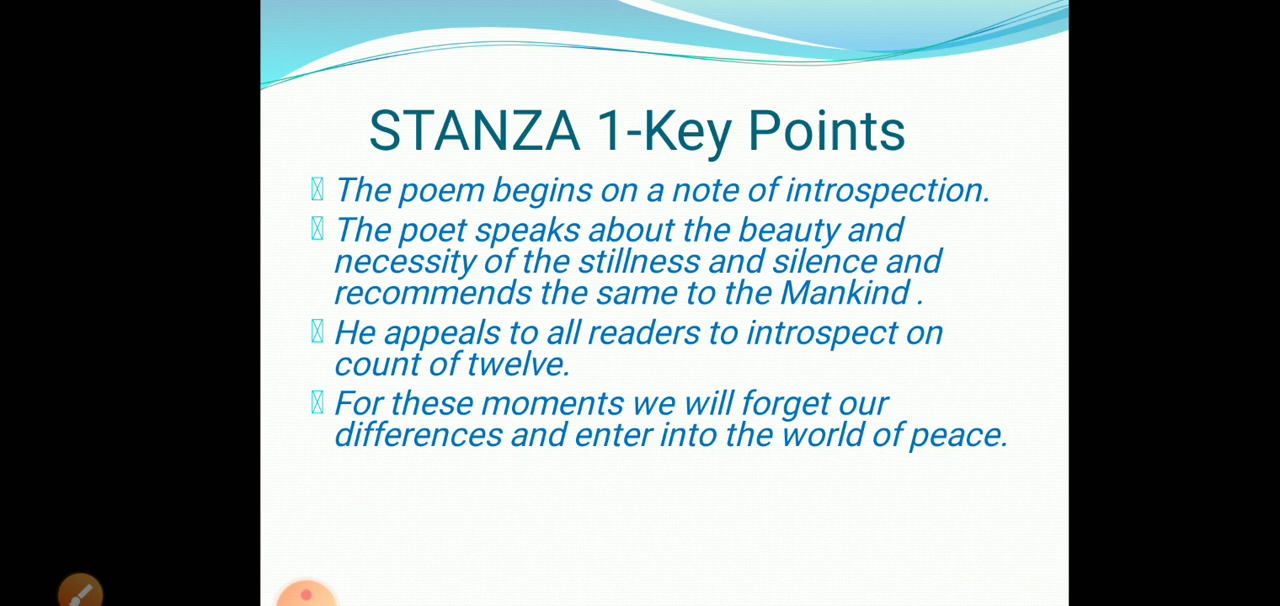 STANZA 1-Key Points
The poem begins on a note of introspection.
The poet speaks about the beauty and
necessity of the stillness and silence and
recommends the same to the Mankind .
He appeals to all readers to introspect on
count of twelve.
For these moments we will forget our
differences and enter into the world of peace.